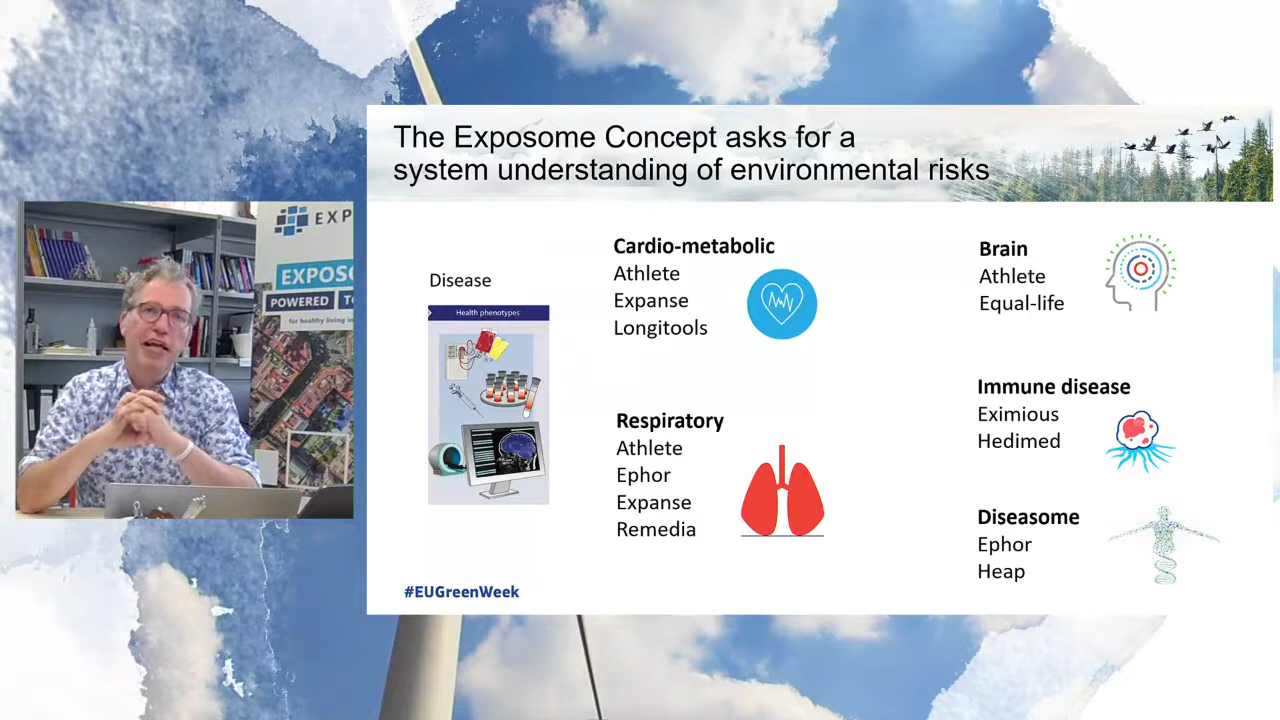 The Exposome Concept asks for a
system understanding of environmental risks
EXP
EXPOSO
POWERED
for healthy living in
Disease
Health phenotypes
Cardio-metabolic
Athlete
Expanse
Longitools
Respiratory
Athlete
Ephor
Expanse
Remedia
Brain
Athlete
Equal-life
Immune disease
Eximious
Hedimed
Diseasome
Ephor
Heap
#EUGreenWeek